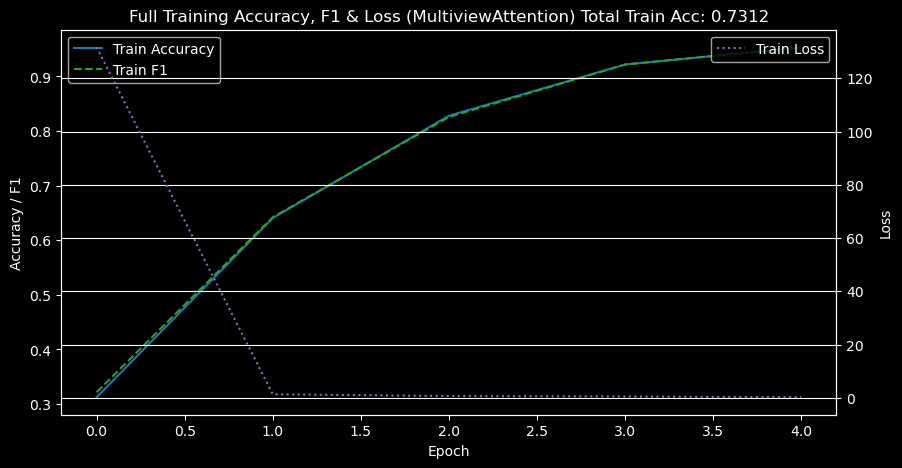 Full Training Accuracy, F1 & Loss (MultiviewAttention) Total Train Acc: 0.7312
Train Accuracy
Train F1
Train Loss
0.9
0.8
0.7
0.6
0.5
0.4
0.3
Accuracy / F1
120
100
80
60
40
20
0
Loss
0.0 0.5 1.0 1.5 2.0 2.5 3.0 3.5 4.0
Epoch